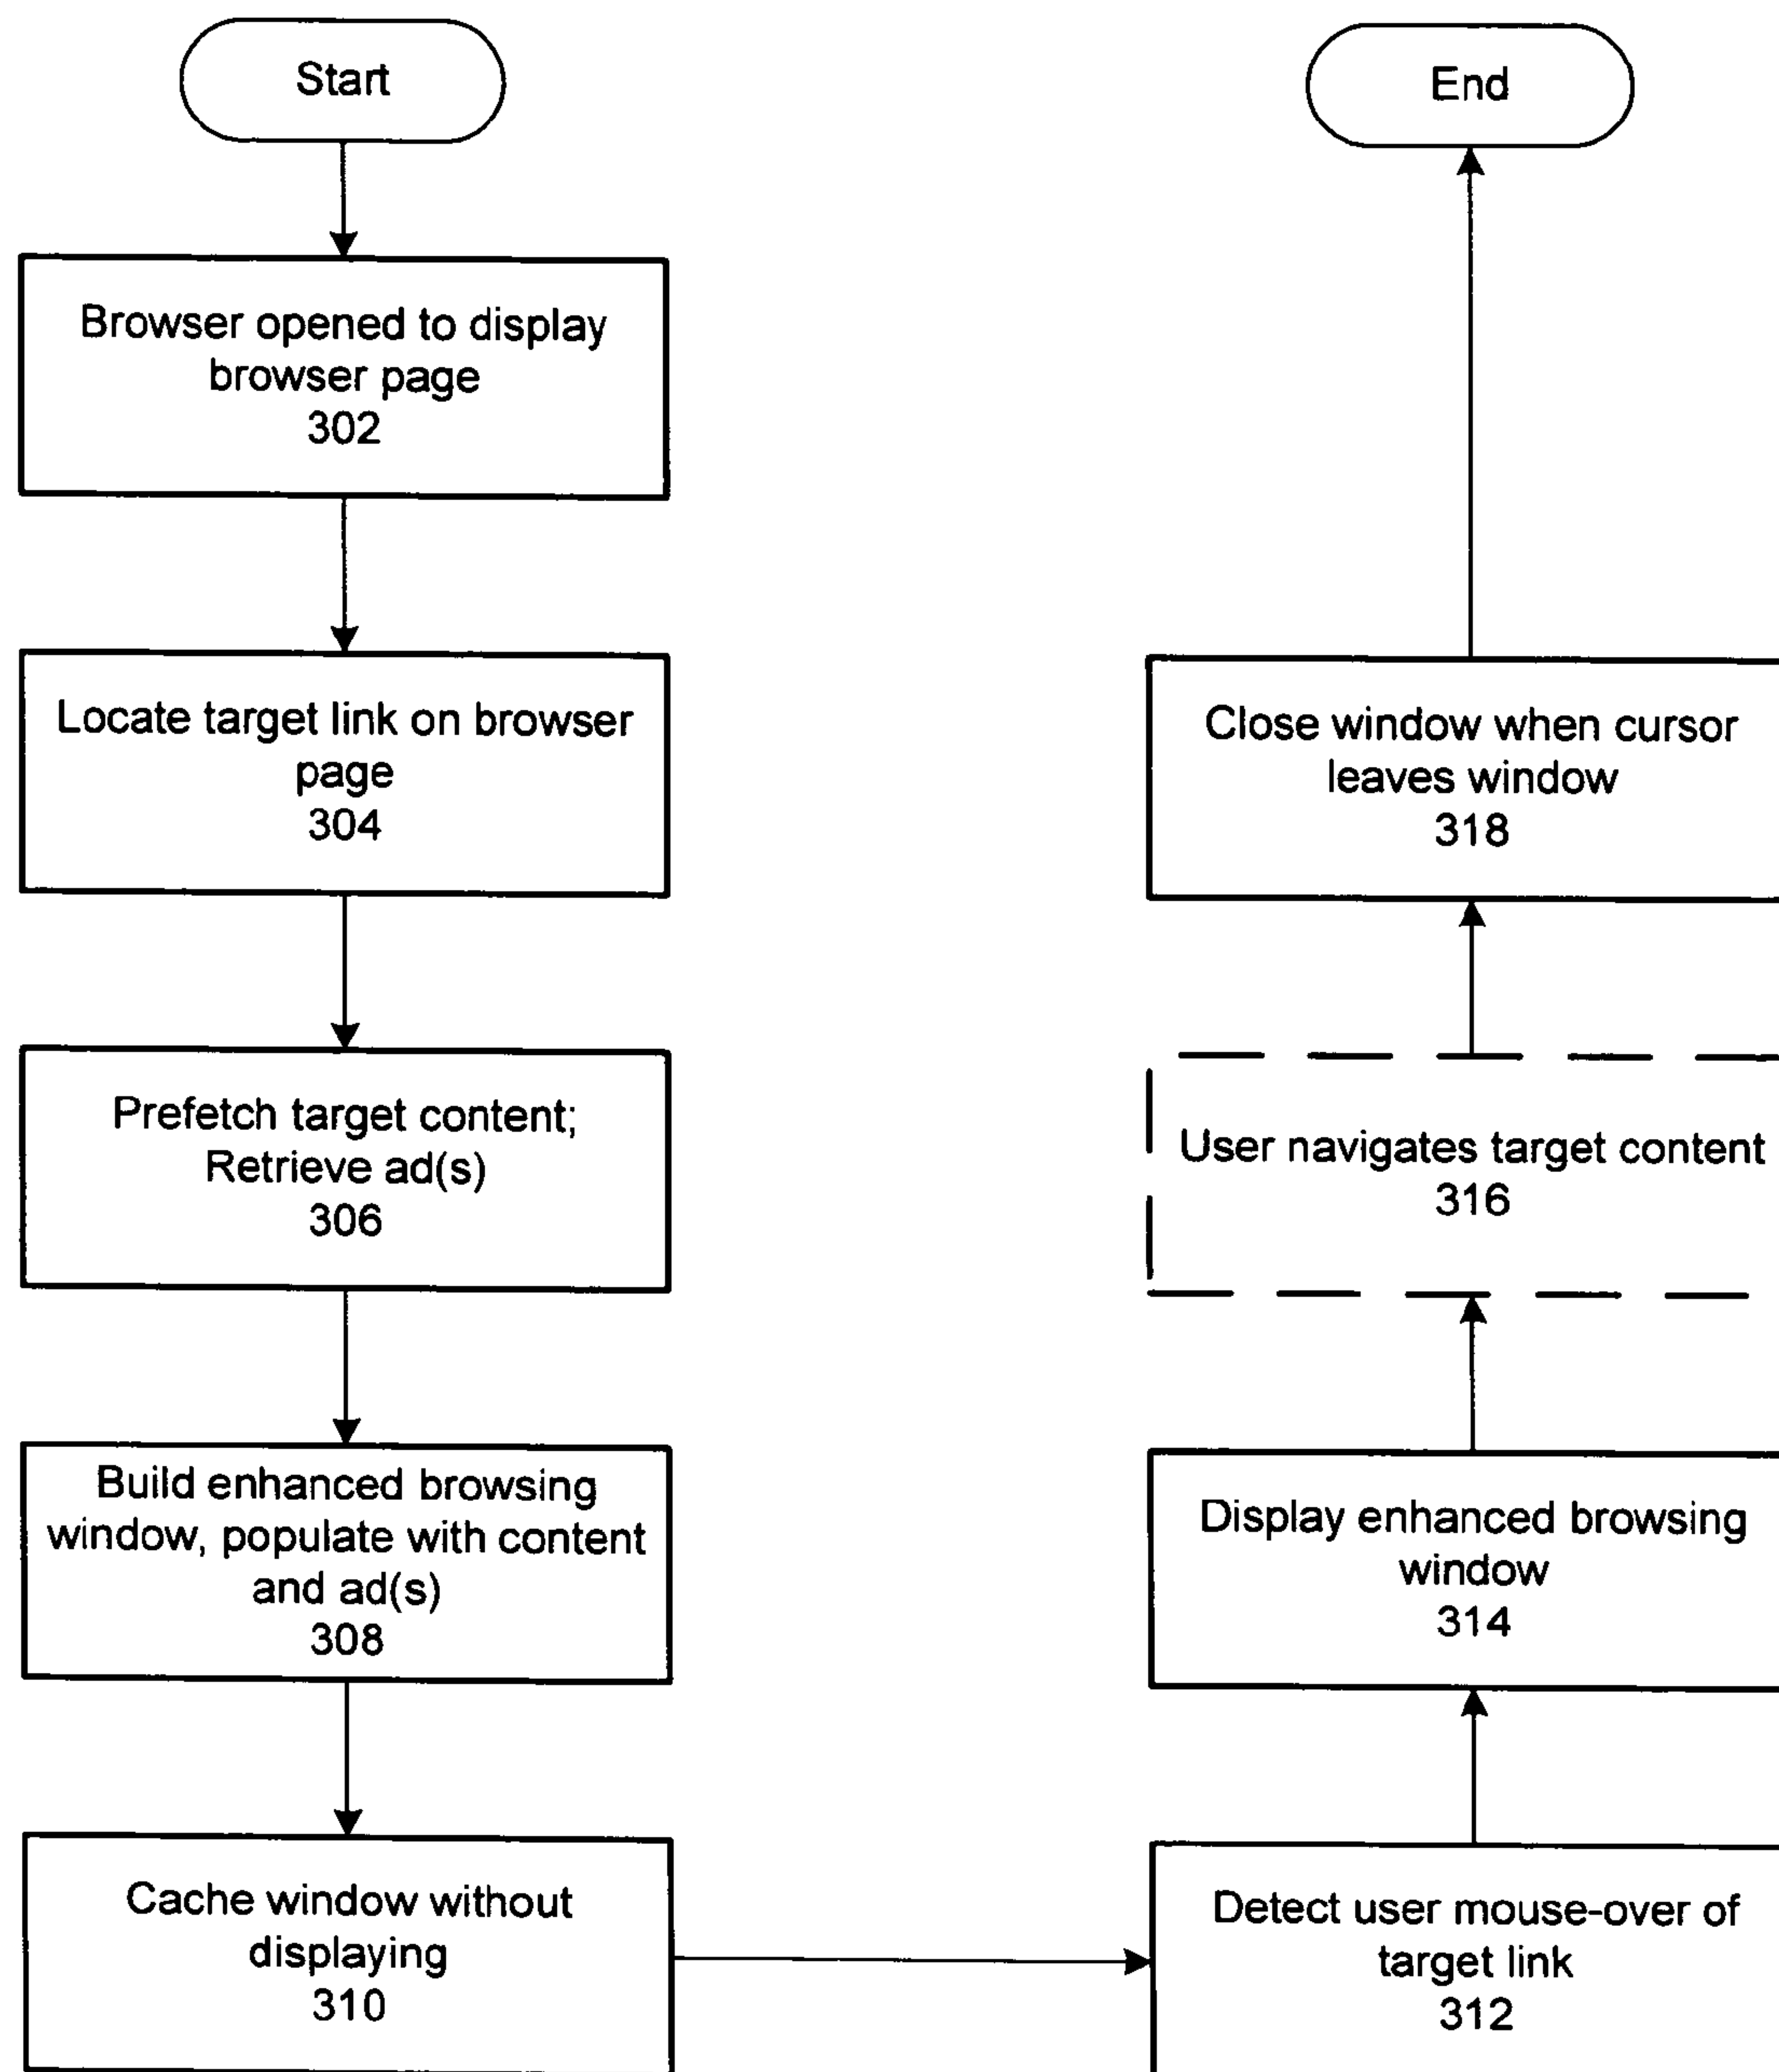 Start
Browser opened to display
browser page
302
Locate target link on browser
page
304
Prefetch target content;
Retrieve ad(s)
306
Build enhanced browsing
window, populate with content
and ad(s)
308
Cache window without
displaying
310
Detect user mouse-over of
target link
312
Display enhanced browsing
window
314
User navigates target content
316
Close window when cursor
leaves window
318
End